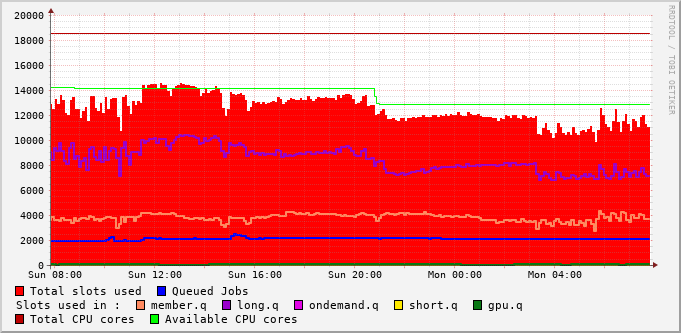 RRDTOOL / TOBI OETIKER
20000
18000
16000
14000
12000
10000
8000
6000
4000
2000
0
Sun 08:00 Sun 12:00 Sun 16:00 Sun 20:00 Mon 00:00 Mon 04:00
Total slots used Queued Jobs
Slots used in : member.q long.q ondemand.q short.q gpu.q
Total CPU cores Available CPU cores